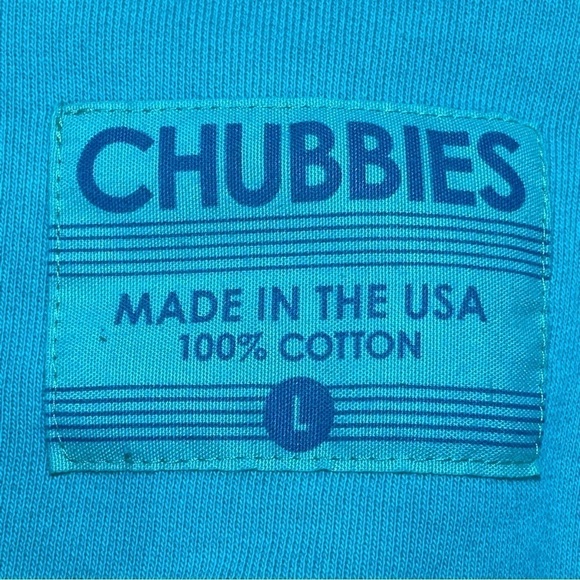 CHUBBIES
MADE IN THE USA
100% COTTON
L